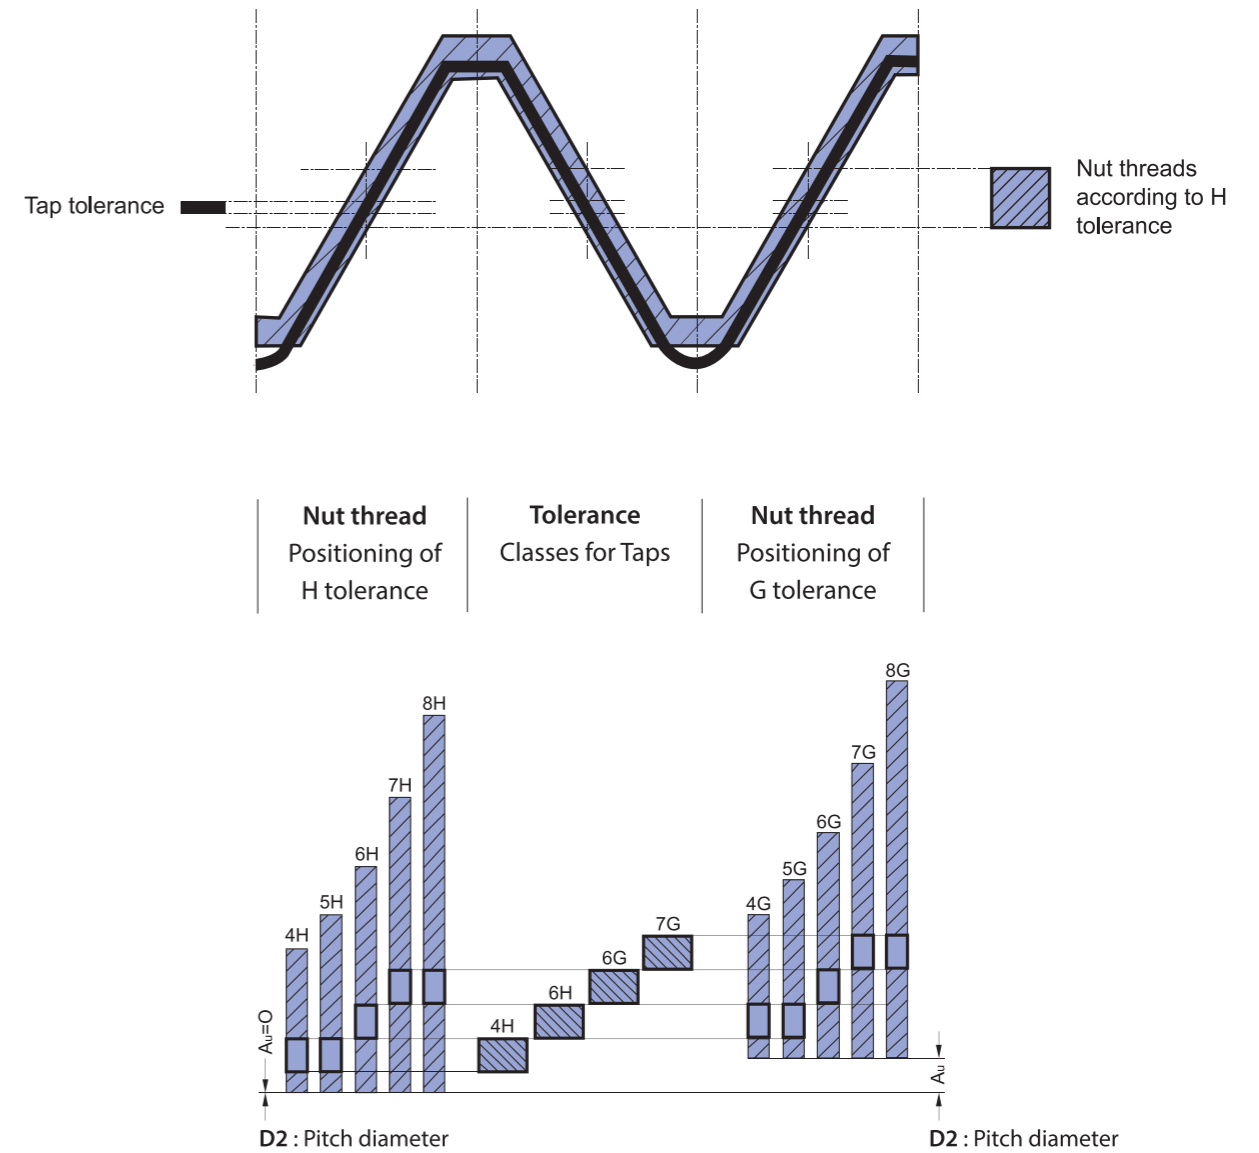 Tap tolerance
Nut threads
according to H
tolerance
Nut thread
Positioning of
H tolerance
Tolerance
Classes for Taps
Nut thread
Positioning of
G tolerance
4H
5H
6H
7H
8H
4H
6H
6G
7G
4G
5G
6G
7G
8G
Au=O
Au
D2 : Pitch diameter
D2 : Pitch diameter